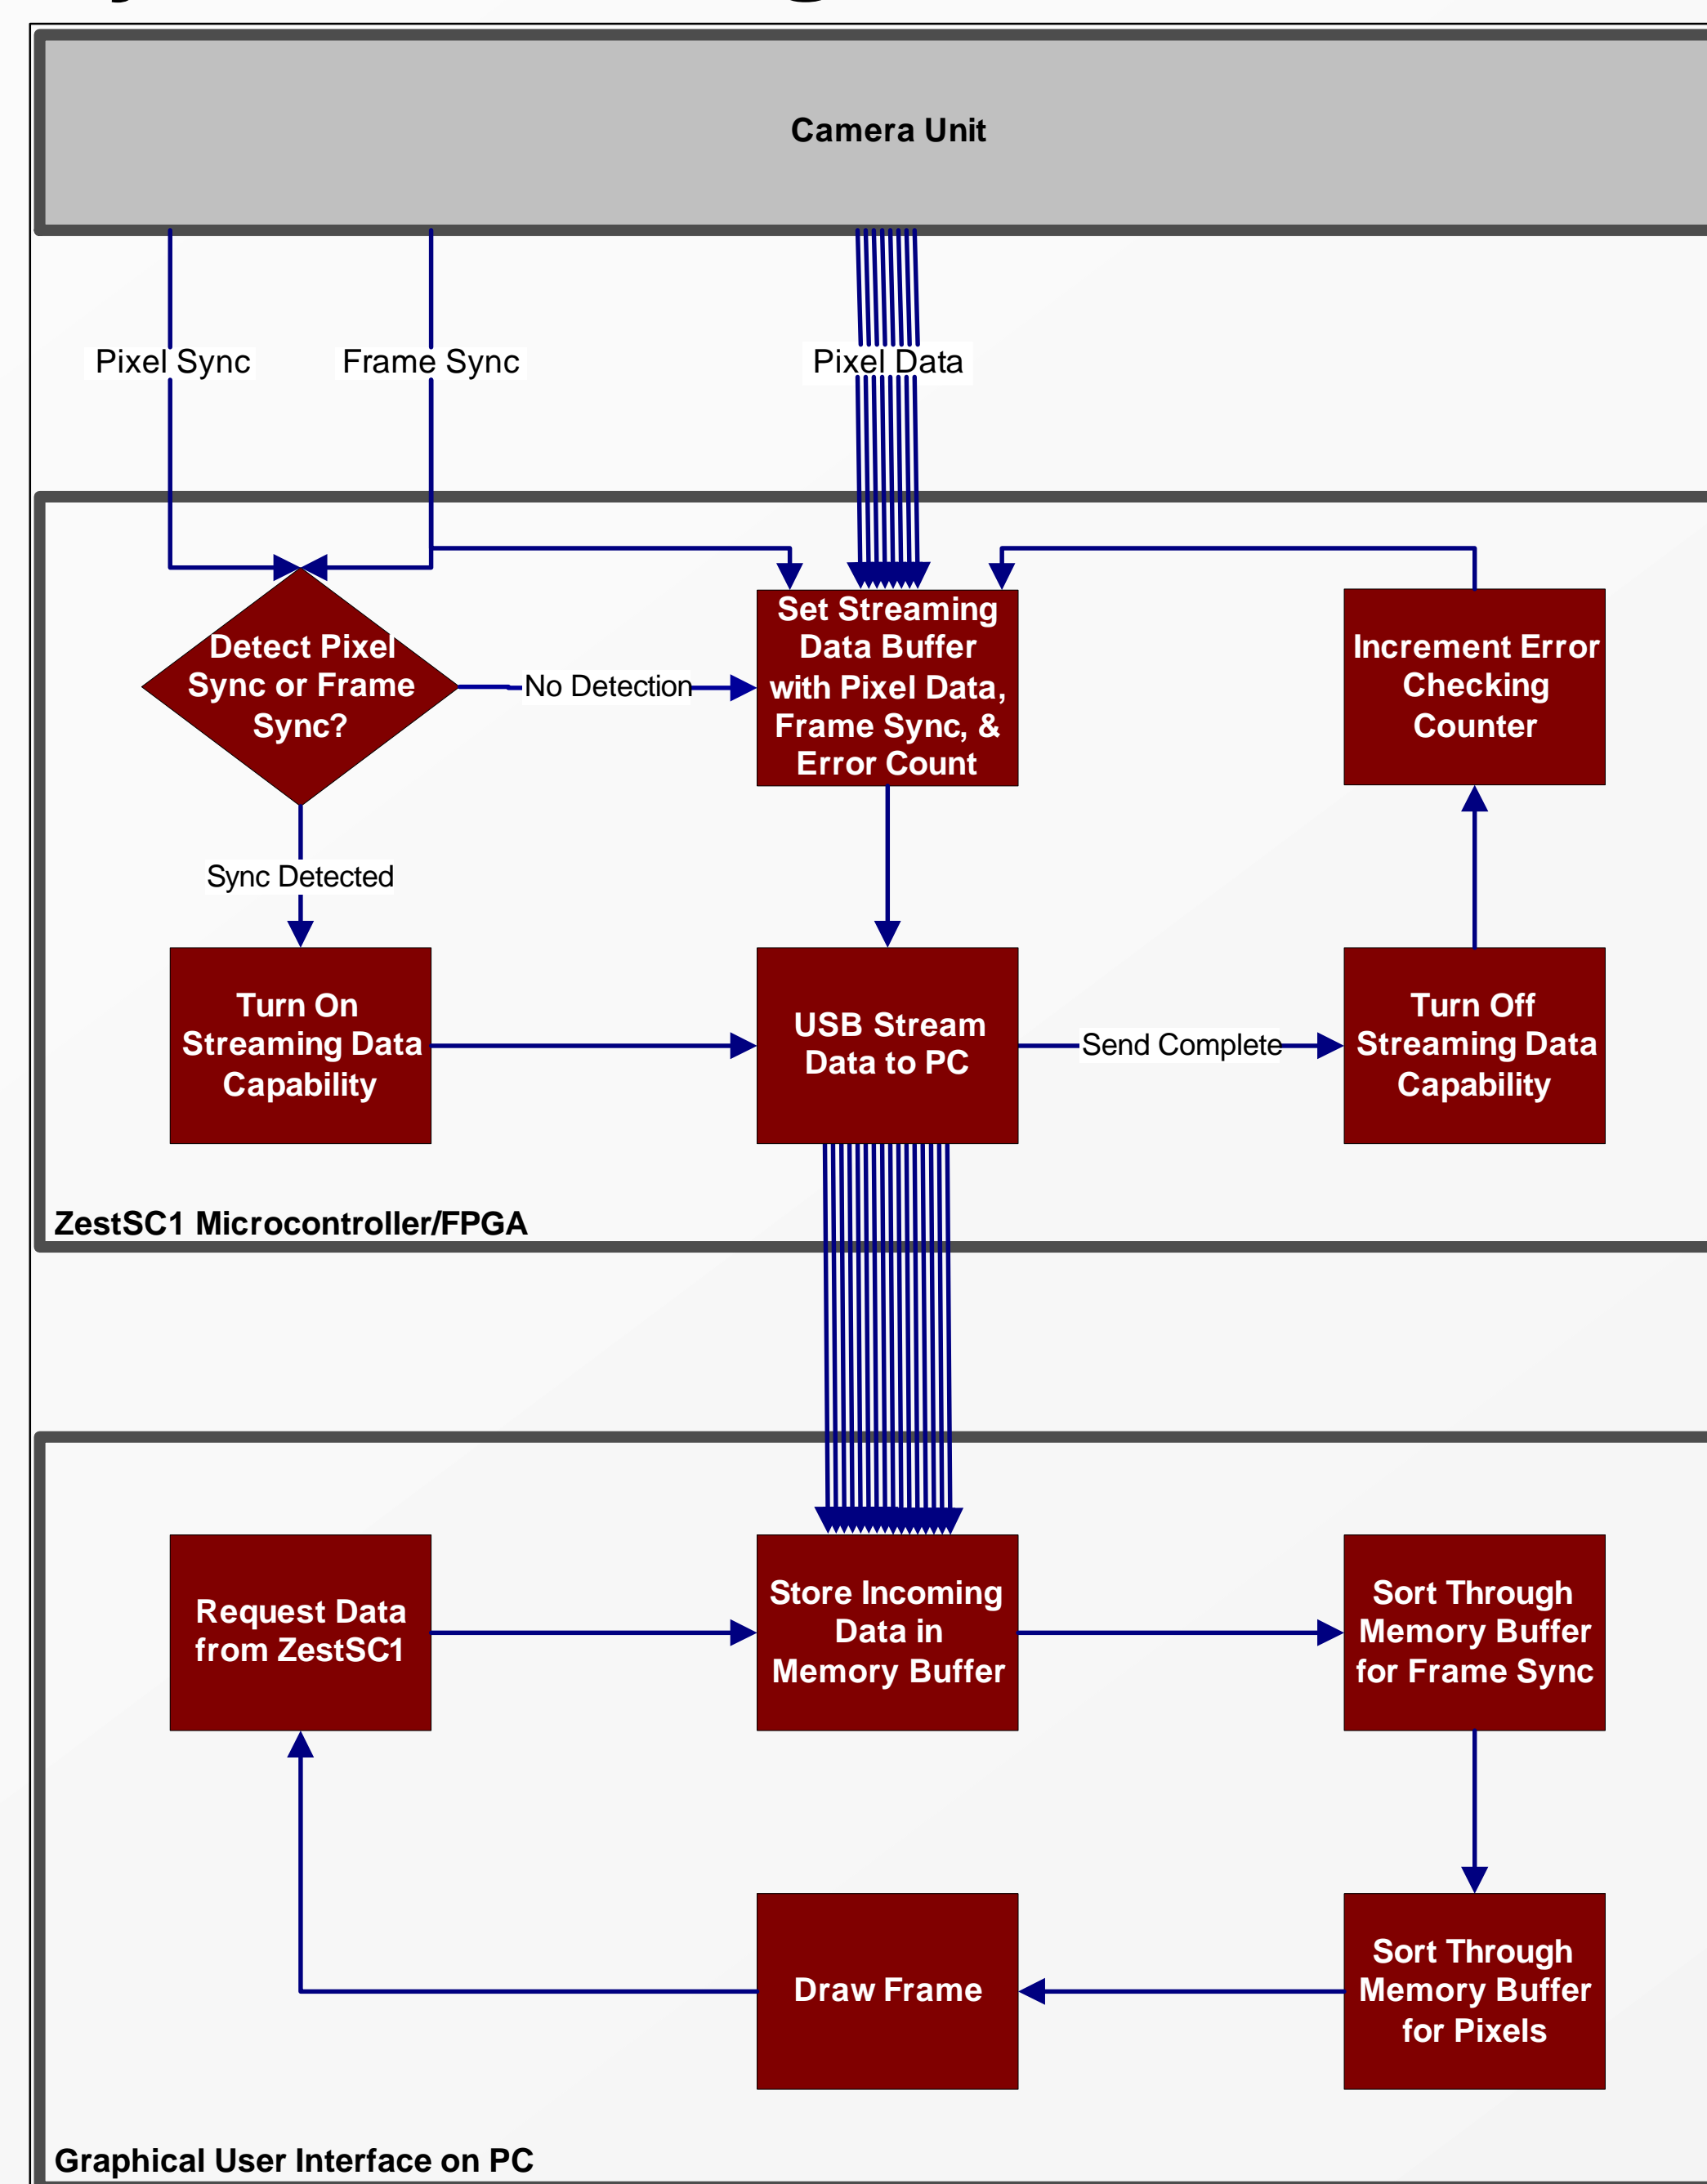 Camera Unit
Pixel Sync
Frame Sync
Pixel Data
Detect Pixel
Sync or Frame
Sync?
No Detection
Set Streaming
Data Buffer
with Pixel Data,
Frame Sync, &
Error Count
Increment Error
Checking
Counter
Sync Detected
Turn On
Streaming Data
Capability
USB Stream
Data to PC
Send Complete
Turn Off
Streaming Data
Capability
ZestSC1 Microcontroller/FPGA
Request Data
from ZestSC1
Store Incoming
Data in
Memory Buffer
Sort Through
Memory Buffer
for Frame Sync
Draw Frame
Sort Through
Memory Buffer
for Pixels
Graphical User Interface on PC